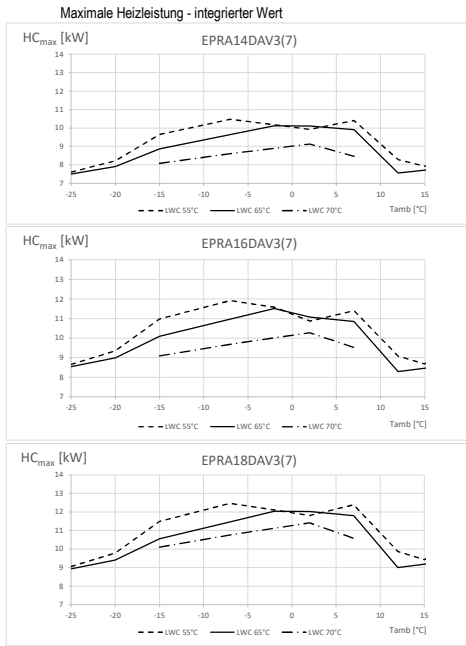 Maximale Heizleistung - integrierter Wert
HCmax [kW]
EPRA14DAV3(7)
14
13
12
11
10
9
8
7
-25 -20 -15 -10 -5 0 5 10 15
Tamb [°C]
LWC 55°C LWC 65°C LWC 70°C
HCmax [kW]
EPRA16DAV3(7)
14
13
12
11
10
9
8
7
-25 -20 -15 -10 -5 0 5 10 15
Tamb [°C]
LWC 55°C LWC 65°C LWC 70°C
HCmax [kW]
EPRA18DAV3(7)
14
13
12
11
10
9
8
7
-25 -20 -15 -10 -5 0 5 10 15
Tamb [°C]
LWC 55°C LWC 65°C LWC 70°C